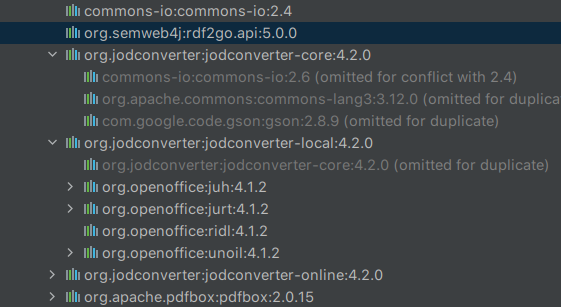 commons-io:commons-io:2.4
org.semweb4j:rdf2go.api:5.0.0
org.jodconverter:jodconverter-core:4.2.0
commons-io:commons-io:2.6 (omitted for conflict with 2.4)
org.apache.commons:commons-lang3:3.12.0 (omitted for duplica
com.google.code.gson:gson:2.8.9 (omitted for duplicate)
org.jodconverter:jodconverter-local:4.2.0
org.jodconverter:jodconverter-core:4.2.0 (omitted for duplicate)
org.openoffice:juh:4.1.2
org.openoffice:jurt:4.1.2
org.openoffice:ridl:4.1.2
org.openoffice:unoil:4.1.2
org.jodconverter:jodconverter-online:4.2.0
org.apache.pdfbox:pdfbox:2.0.15